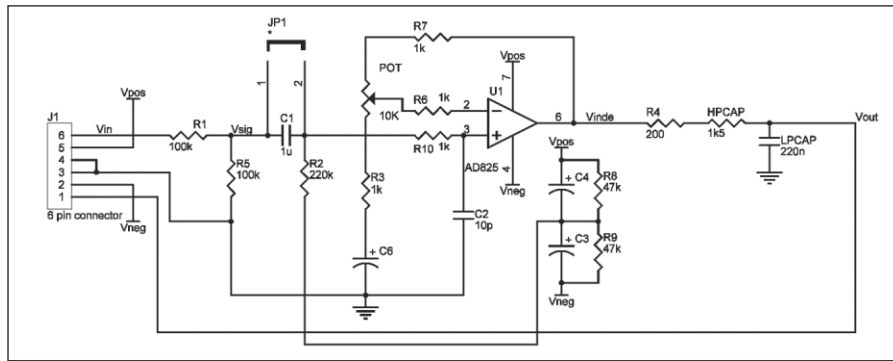 JP1
*
1
2
R7
1k
POT
10K
R6
1k
2
Vpos
7
U1
6
Vinde
R4
200
HPCAP
1k5
Vout
LPCAP
220n
J1
Vpos
6
5
4
3
2
1
Vin
R1
100k
Vsig
C1
1u
R5
100k
R2
220k
R10
1k
3
AD825
4
Vneg
Vneg
6 pin connector
R3
1k
C2
10p
+
C6
Vpos
+
C4
R8
47k
+
C3
R9
47k
Vneg